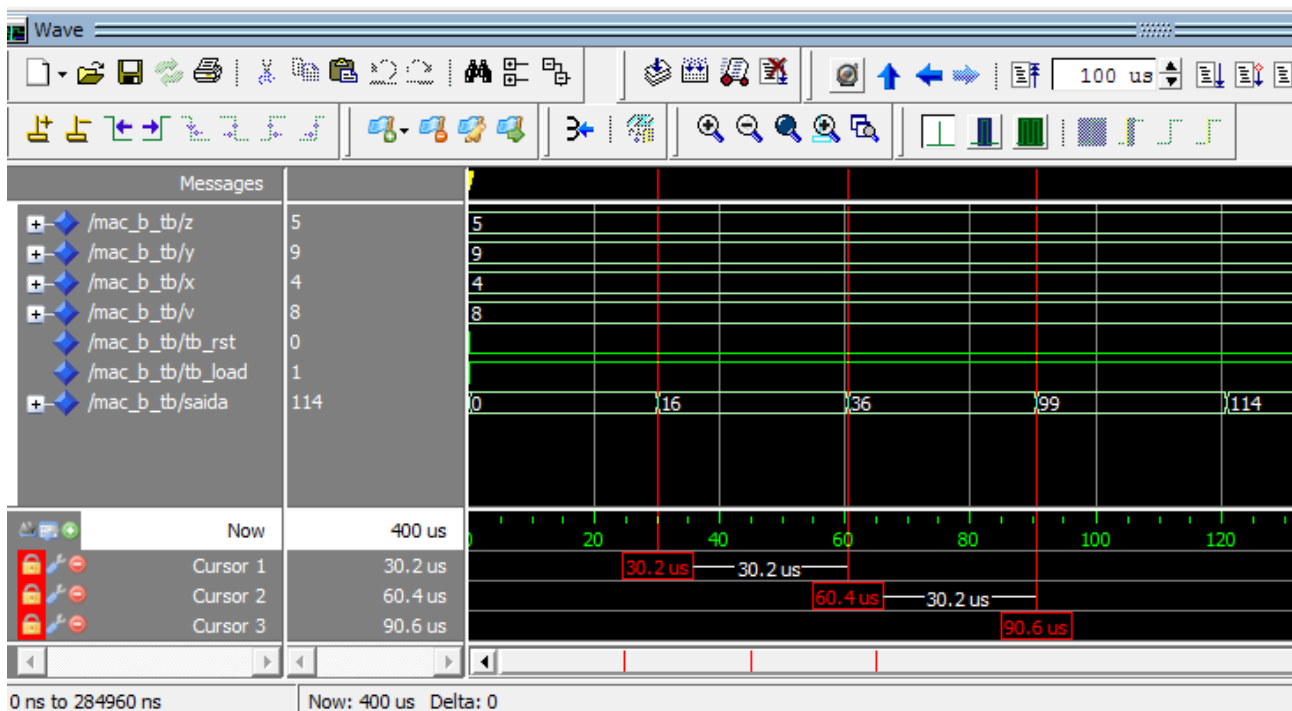 Wave
100 us
Messages
/mac_b_tb/z 5 5
/mac_b_tb/y 9 9
/mac_b_tb/x 4 4
/mac_b_tb/v 8 8
/mac_b_tb/tb_rst 0
/mac_b_tb/tb_load 1
/mac_b_tb/saida 114 0 16 36 99 114
Now 400 us 20 40 60 80 100 120
Cursor 1 30.2 us 30.2 us 30.2 us
Cursor 2 60.4 us 60.4 us 30.2 us
Cursor 3 90.6 us 90.6 us
0 ns to 284960 ns Now: 400 us Delta: 0